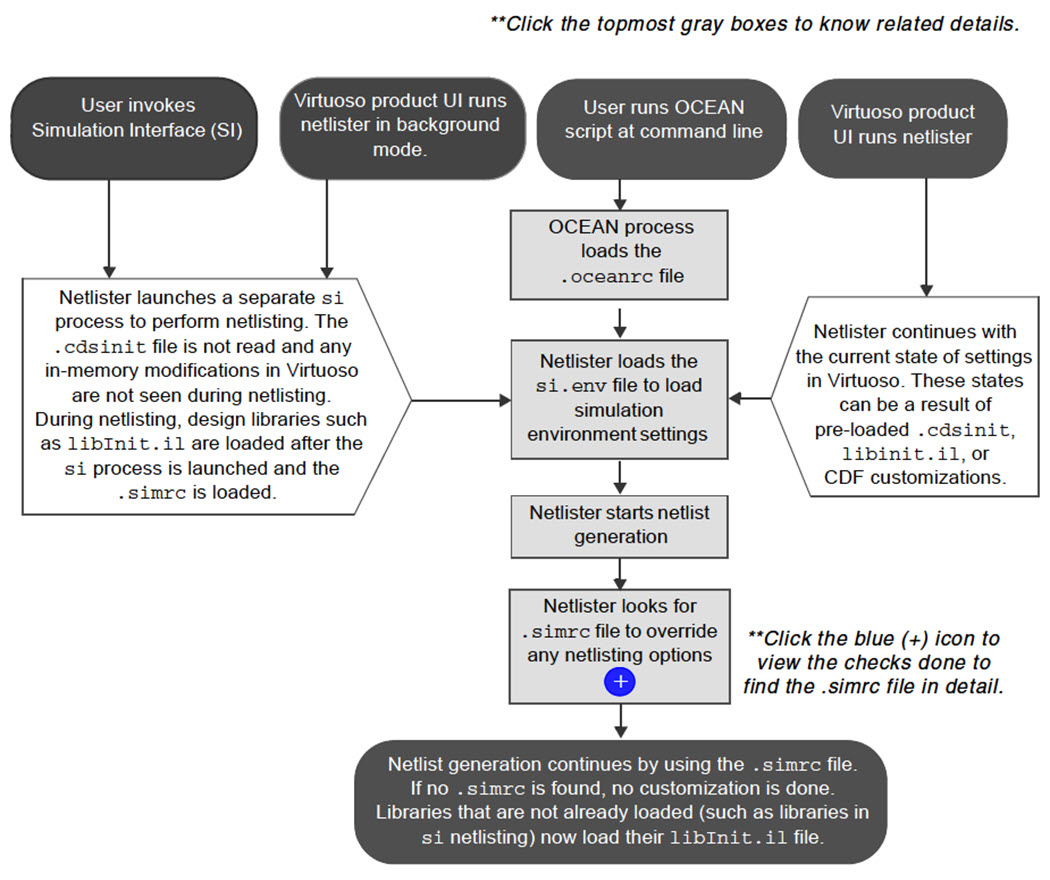 **Click the topmost gray boxes to know related details.
User invokes
Simulation Interface (SI)
Virtuoso product UI runs
netlister in background
mode.
User runs OCEAN
script at command line
Virtuoso product
UI runs netlister
OCEAN process
loads the
.oceanrc file
Netlister launches a separate si
process to perform netlisting. The
.cdsinit file is not read and any
in-memory modifications in Virtuoso
are not seen during netlisting.
During netlisting, design libraries such
as libInit.il are loaded after the
si process is launched and the
.simrc is loaded.
Netlister loads the
si.env file to load
simulation
environment settings
Netlister continues with
the current state of settings
in Virtuoso. These states
can be a result of
pre-loaded .cdsinit,
libinit.il, or
CDF customizations.
Netlister starts netlist
generation
Netlister looks for
.simrc file to override
any netlisting options
+
**Click the blue (+) icon to
view the checks done to
find the .simrc file in detail.
Netlist generation continues by using the .simrc file.
If no .simrc is found, no customization is done.
Libraries that are not already loaded (such as libraries in
si netlisting) now load their libInit.il file.